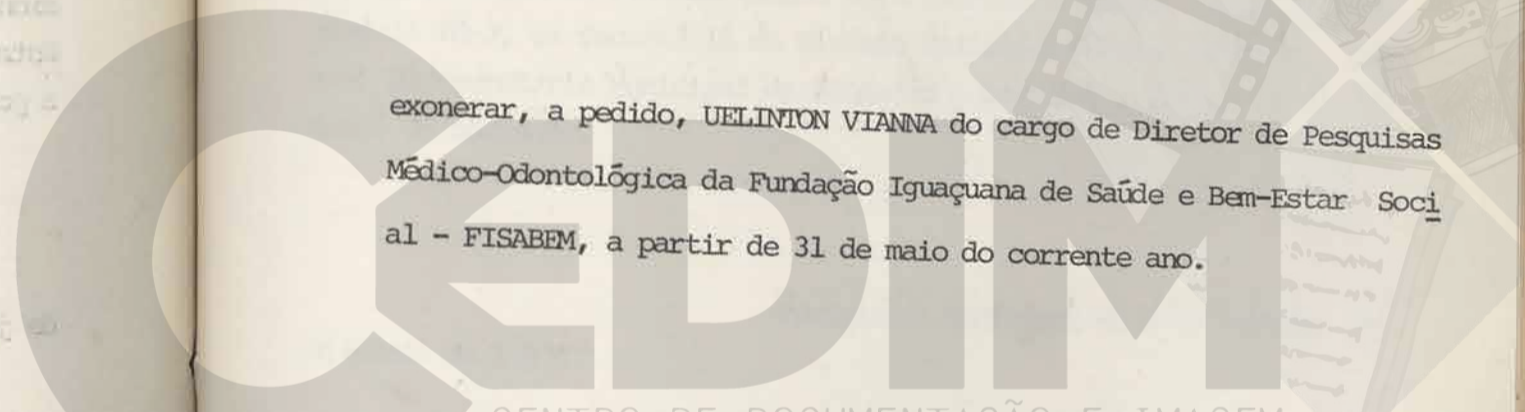 exonerar, a pedido, UELINTON VIANNA do cargo de Diretor de Pesquisas
Médico-Odontológica da Fundação Iguaçuana de Saúde e Bem-Estar Soci
al - FISABEM, a partir de 31 de maio do corrente ano.
CEDIM
CENTRO DE DOCUMENTAÇÃO E IMAGEM